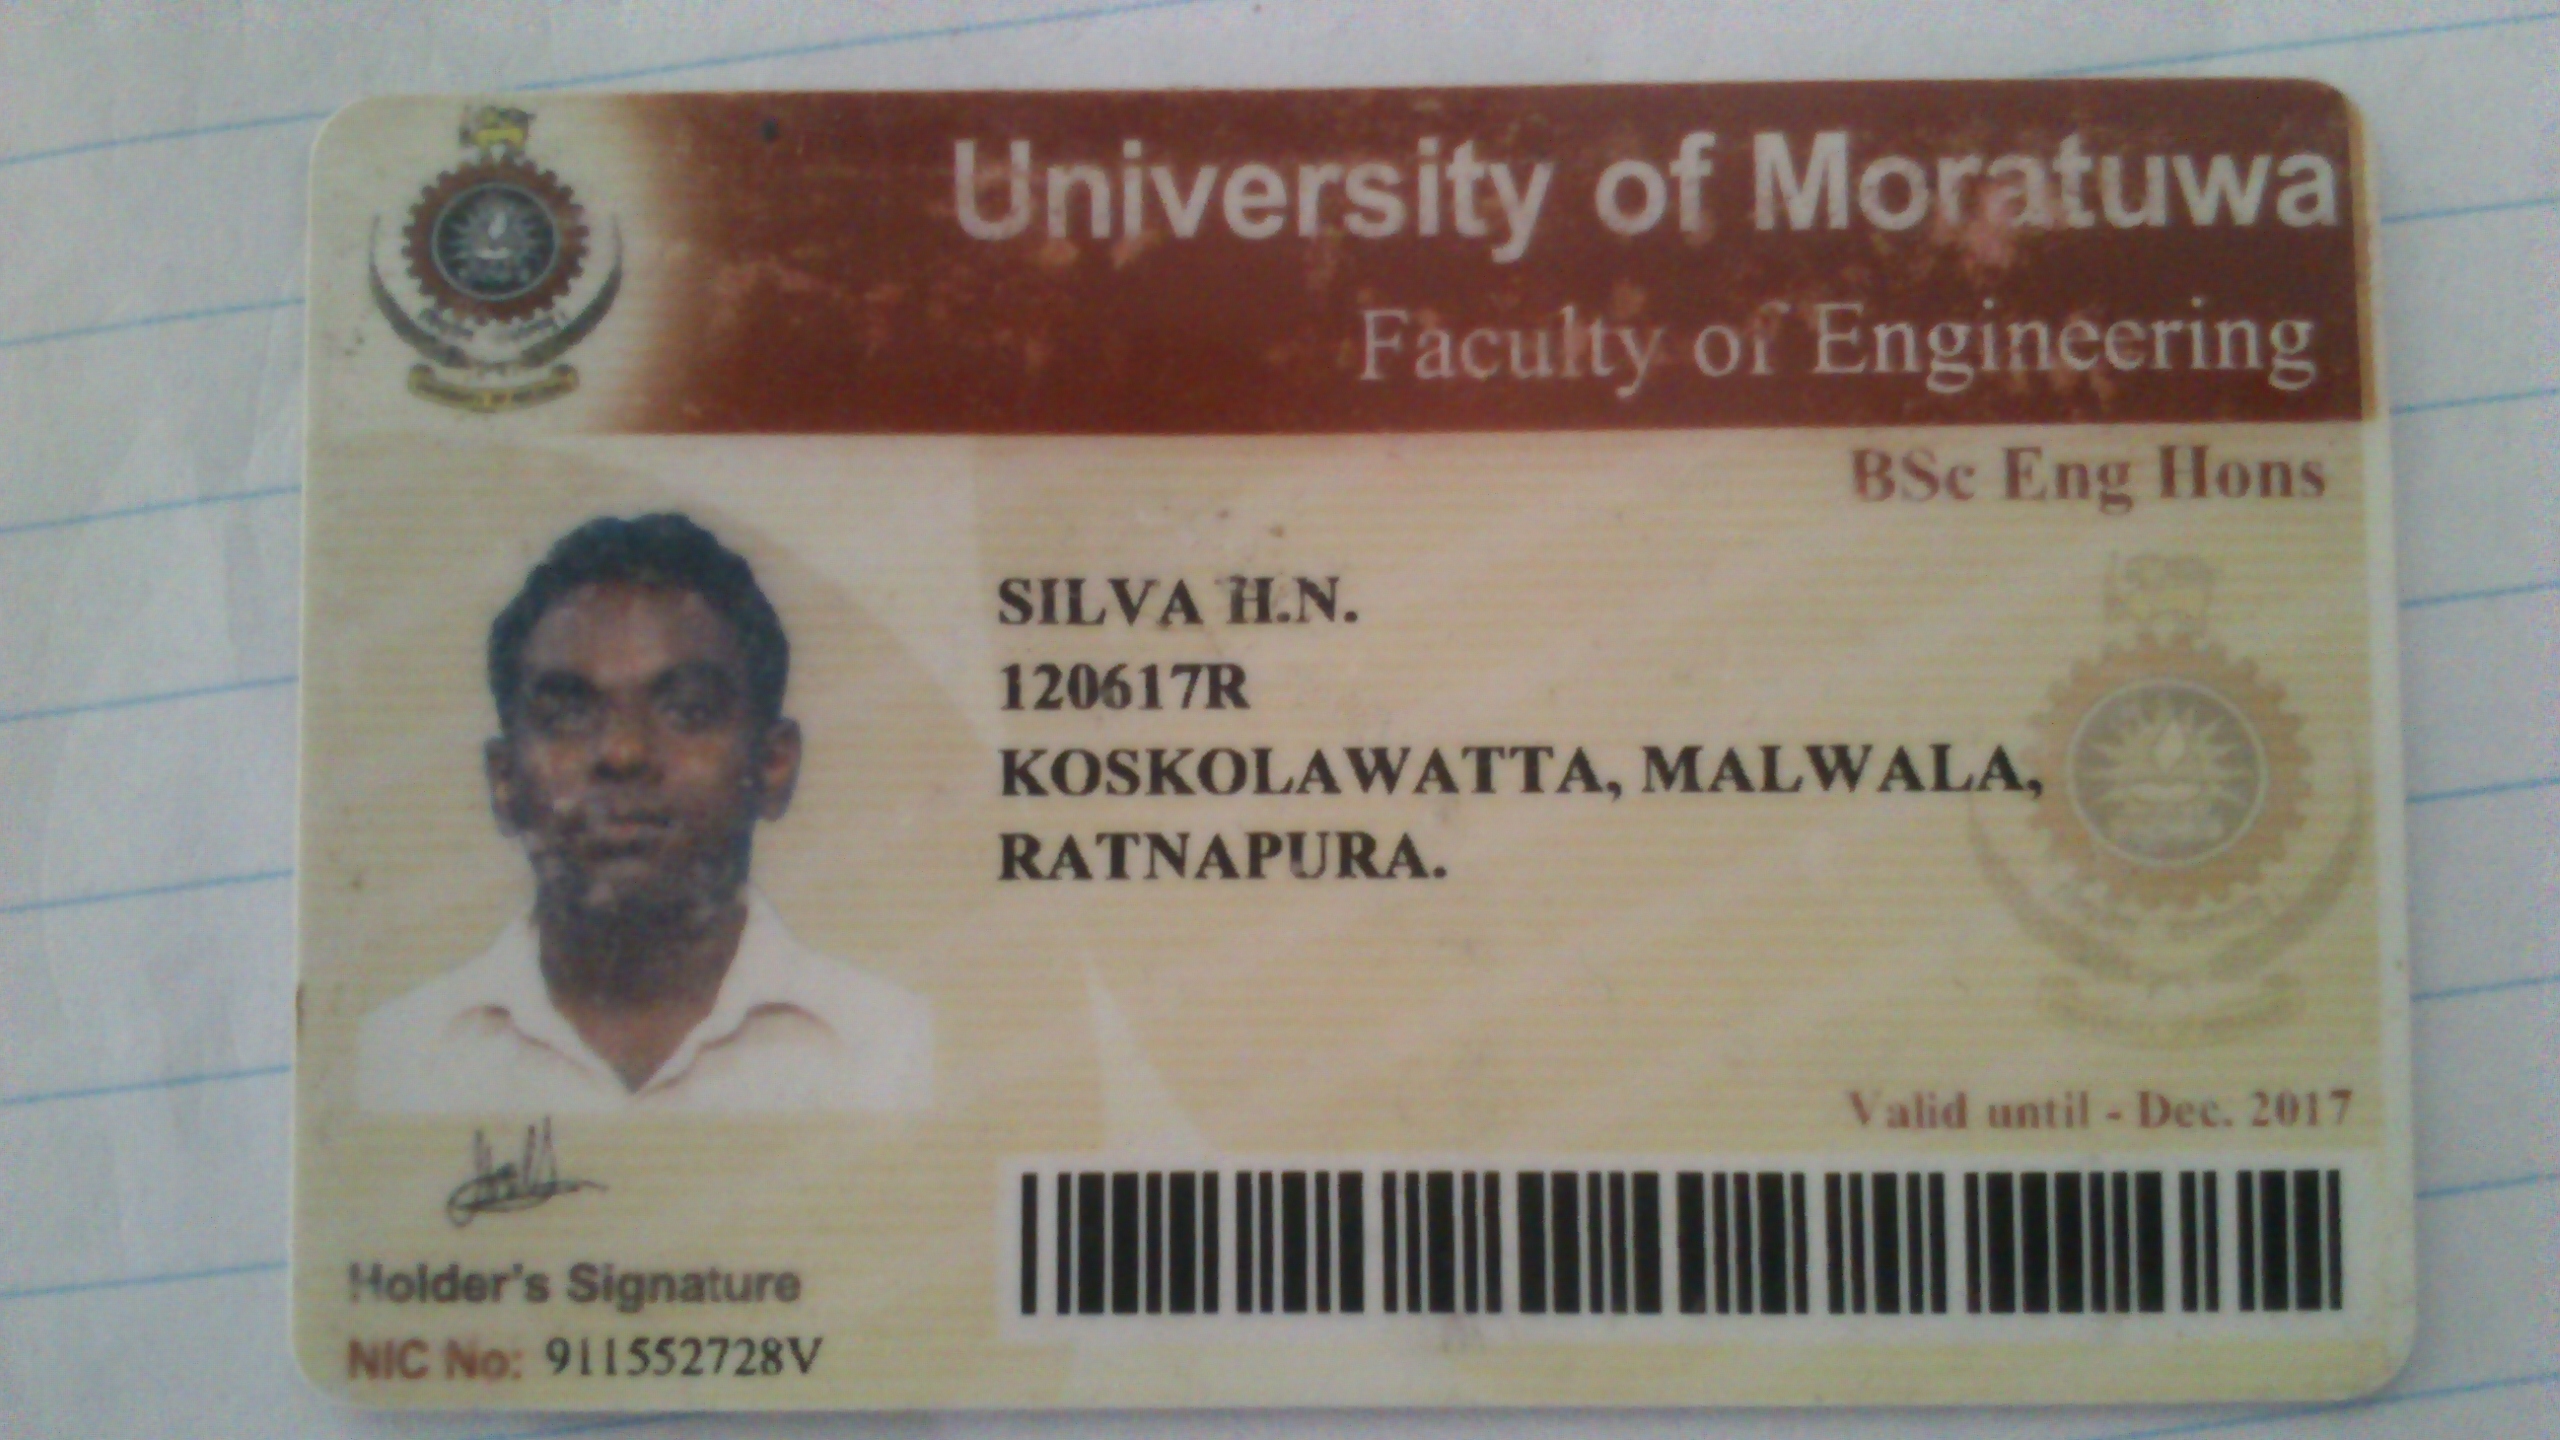 University of Moratuwa
Faculty of Engineering
BSc Eng Hons
SILVA H.N.
120617R
KOSKOLAWATTA, MALWALA,
RATNAPURA.
Valid until - Dec. 2017
Holder's Signature
NIC No: 911552728V